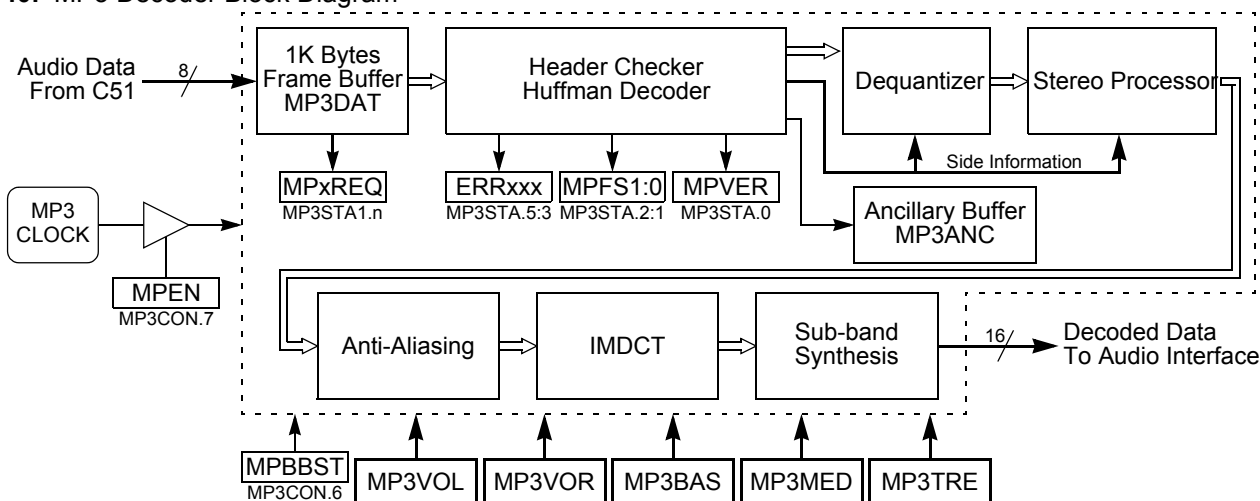 MP3 Decoder Block Diagram
Audio Data
From C51
8
1K Bytes
Frame Buffer
MP3DAT
Header Checker
Huffman Decoder
Dequantizer
Stereo Processor
Side Information
MPxREQ
MP3STA1.n
ERRxxx
MP3STA.5:3
MPFS1:0
MP3STA.2:1
MPVER
MP3STA.0
Ancillary Buffer
MP3ANC
MP3
CLOCK
MPEN
MP3CON.7
Anti-Aliasing
IMDCT
Sub-band
Synthesis
16
Decoded Data
To Audio Interface
MPBBST
MP3CON.6
MP3VOL
MP3VOR
MP3BAS
MP3MED
MP3TRE